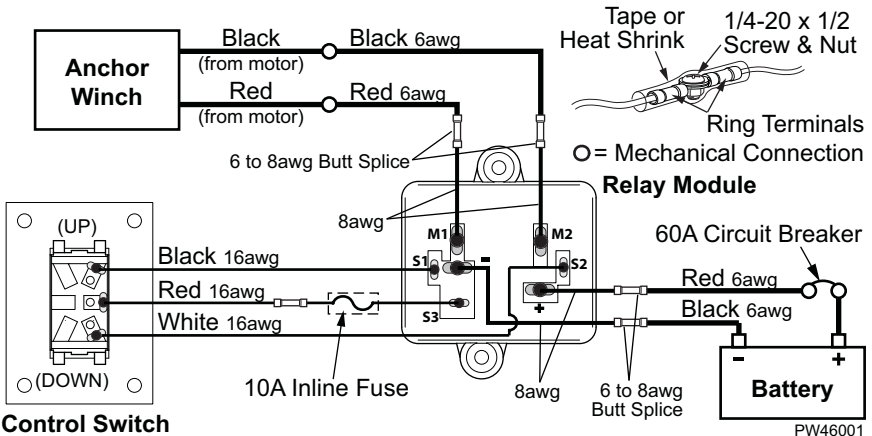 Anchor
Winch
Black
(from motor)
Black 6awg
Red
(from motor)
Red 6awg
6 to 8awg Butt Splice
8awg
Tape or
Heat Shrink
1/4-20 x 1/2
Screw & Nut
Ring Terminals
O = Mechanical Connection
Relay Module
M1
M2
-
S1
S2
+
S3
60A Circuit Breaker
Red 6awg
Black 6awg
(UP)
Black 16awg
Red 16awg
White 16awg
(DOWN)
10A Inline Fuse
8awg
6 to 8awg
Butt Splice
- +
Battery
Control Switch
PW46001